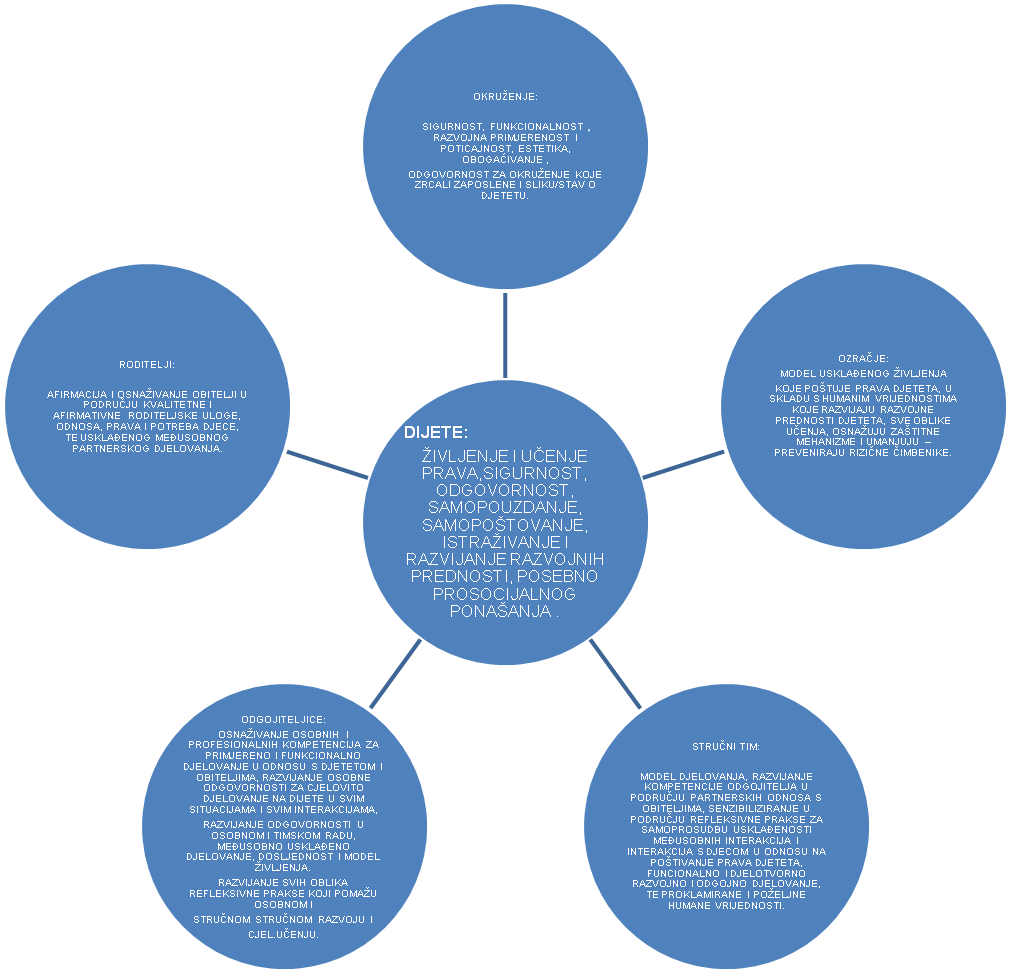 OKRUŽENJE:
SIGURNOST, FUNKCIONALNOST ,
RAZVOJNA PRIMJERENOST I
POTICAJNOST, ESTETIKA,
OBOGAĆIVANJE ,
ODGOVORNOST ZA OKRUŽENJE KOJE
ZRCALI ZAPOSLENE I SLIKU/STAV O
DJETETU.
RODITELJI:
AFIRMACIJA I OSNAŽIVANJE OBITELJI U
PODRUČJU KVALITETNE I
AFIRMATIVNE RODITELJSKE ULOGE,
ODNOSA, PRAVA I POTREBA DJECE,
TE USKLAĐENOG MEĐUSOBNOG
PARTNERSKOG DJELOVANJA.
OZRAČJE:
MODEL USKLAĐENOG ŽIVLJENJA
KOJE POŠTUJE PRAVA DJETETA, U
SKLADU S HUMANIM VRIJEDNOSTIMA
KOJE RAZVIJAJU RAZVOJNE
PREDNOSTI DJETETA, SVE OBLIKE
UČENJA, OSNAŽUJU ZAŠTITNE
MEHANIZME I UMANJUJU –
PREVENIRAJU RIZIČNE ČIMBENIKE.
DIJETE:
ŽIVLJENJE I UČENJE
PRAVA,SIGURNOST,
ODGOVORNOST,
SAMOPOUZDANJE,
SAMOPOŠTOVANJE,
ISTRAŽIVANJE I
RAZVIJANJE RAZVOJNIH
PREDNOSTI, POSEBNO
PROSOCIJALNOG
PONAŠANJA .
ODGOJITELJICE:
OSNAŽIVANJE OSOBNIH I
PROFESIONALNIH KOMPETENCIJA ZA
PRIMJERENO I FUNKCIONALNO
DJELOVANJE U ODNOSU S DJETETOM I
OBITELJIMA, RAZVIJANJE OSOBNE
ODGOVORNOSTI ZA CJELOVITO
DJELOVANJE NA DIJETE U SVIM
SITUACIJAMA I SVIM INTERAKCIJAMA,
RAZVIJANJE ODGOVORNOSTI U
OSOBNOM I TIMSKOM RADU,
MEĐUSOBNO USKLAĐENO
DJELOVANJE, DOSLJEDNOST I MODEL
ŽIVLJENJA.
RAZVIJANJE SVIH OBLIKA
REFLEKSIVNE PRAKSE KOJI POMAŽU
OSOBNOM I
STRUČNOM STRUČNOM RAZVOJU I
CJEL.UČENJU.
STRUČNI TIM:
MODEL DJELOVANJA, RAZVIJANJE
KOMPETENCIJE ODGOJITELJA U
PODRUČJU PARTNERSKIH ODNOSA S
OBITELJIMA, SENZIBILIZIRANJE U
PODRUČJU REFLEKSIVNE PRAKSE ZA
SAMOPROSUDBU USKLAĐENOSTI
MEĐUSOBNIH INTERAKCIJA I
INTERAKCIJA S DJECOM U ODNOSU NA
POŠTIVANJE PRAVA DJETETA,
FUNCIONALNO I DJELOTVORNO
RAZVOJNO I ODGOJNO DJELOVANJE,
TE PROKLAMIRANE I POŽELJNE
HUMANE VRIJEDNOSTI.